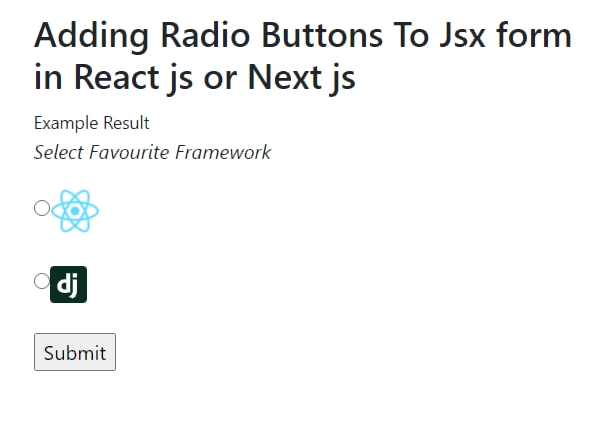 Adding Radio Buttons To Jsx form
in React js or Next js
Example Result
Select Favourite Framework
dj
Submit